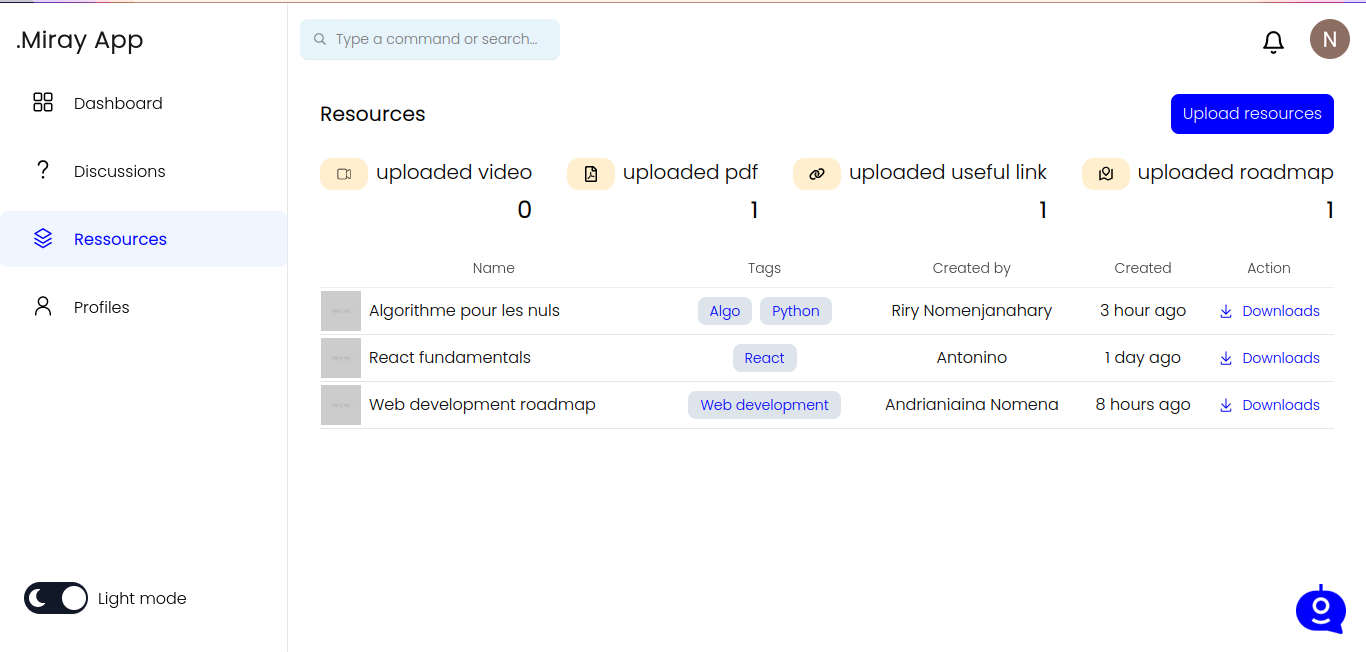 .Miray App
Type a command or search...
N
Dashboard
Discussions
Ressources
Profiles
Light mode
Resources
Upload resources
uploaded video
0
uploaded pdf
1
uploaded useful link
1
uploaded roadmap
1
Name Tags Created by Created Action
Algorithme pour les nuls Algo Python Riry Nomenjanahary 3 hour ago Downloads
React fundamentals React Antonino 1 day ago Downloads
Web development roadmap Web development Andrianiaina Nomena 8 hours ago Downloads